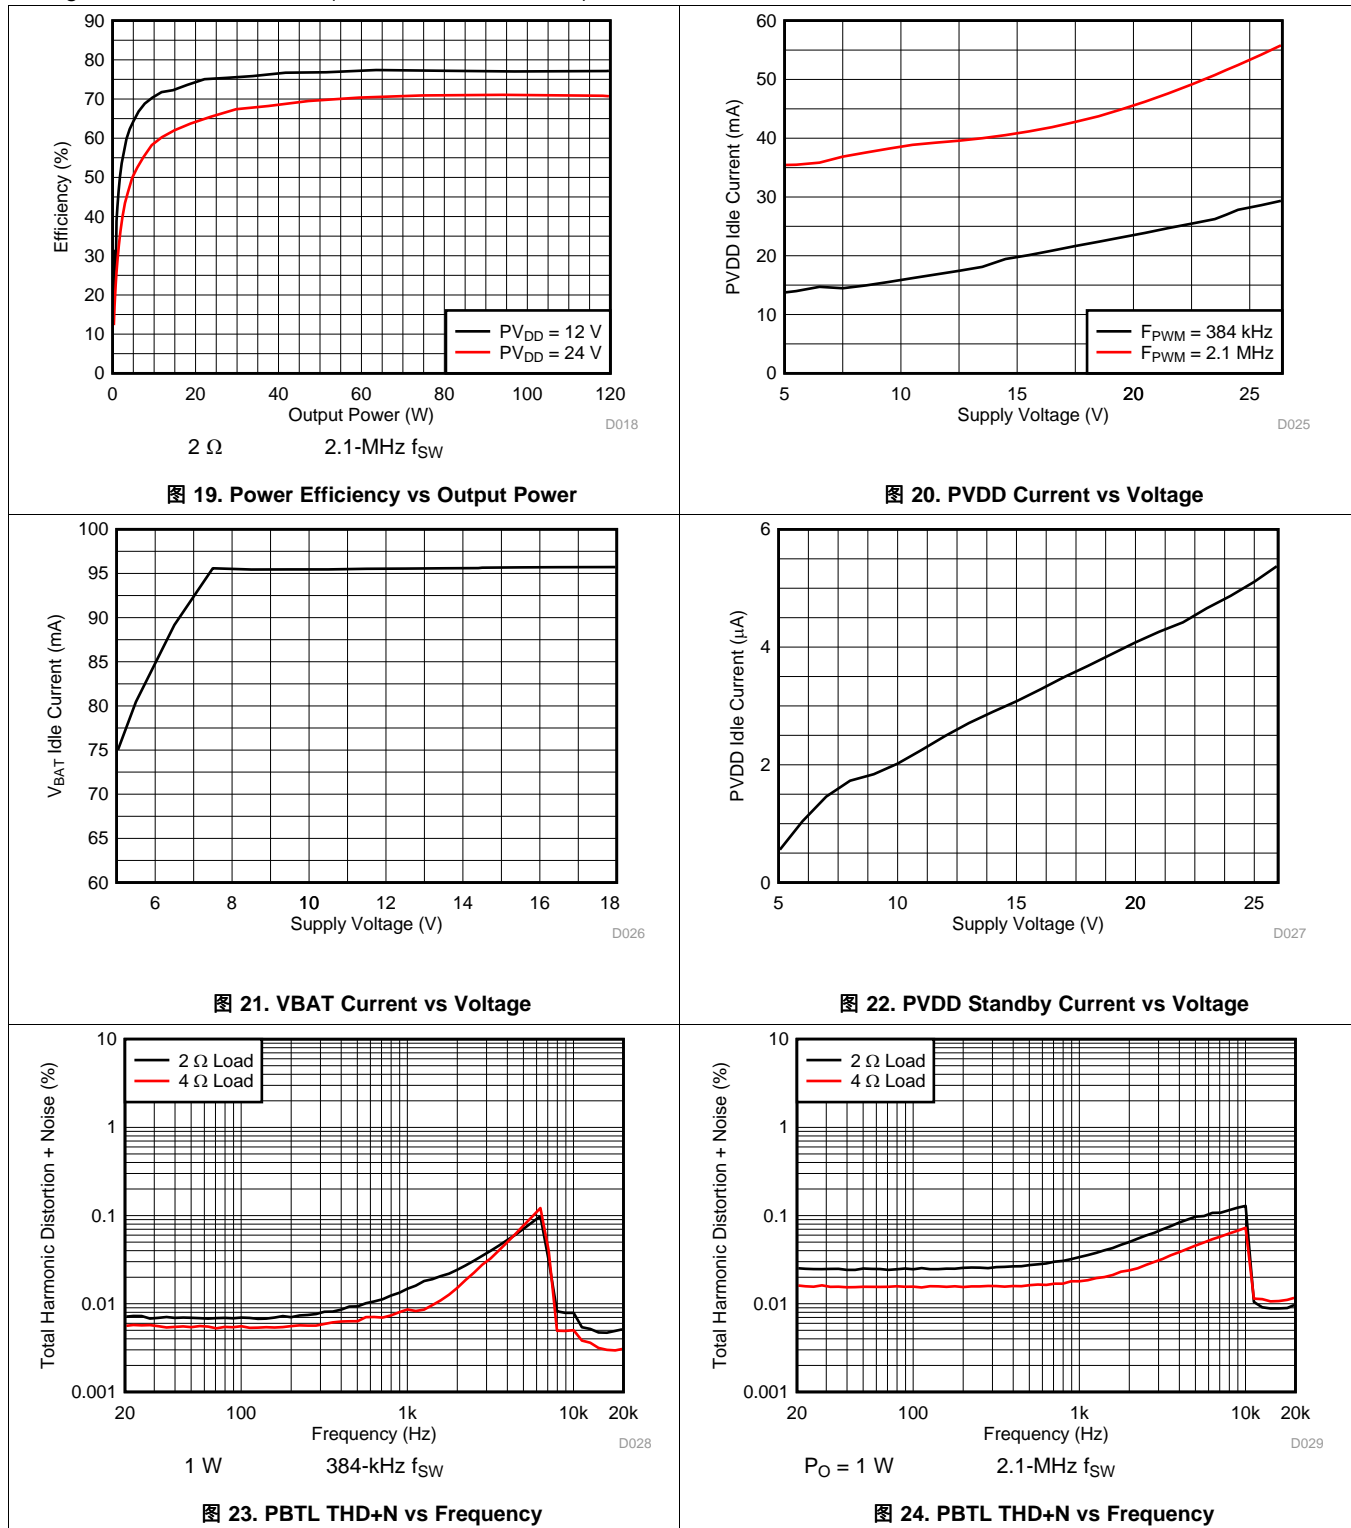 90
80
70
60
50
40
30
20
10
0
Efficiency (%)
PV_DD = 12 V
PV_DD = 24 V
0 20 40 60 80 100 120
Output Power (W)
D018
2 Ω 2.1-MHz f_SW
图 19. Power Efficiency vs Output Power
60
50
40
30
20
10
0
PVDD Idle Current (mA)
F_PWM = 384 kHz
F_PWM = 2.1 MHz
5 10 15 20 25
Supply Voltage (V)
D025
图 20. PVDD Current vs Voltage
100
95
90
85
80
75
70
65
60
V_BAT Idle Current (mA)
6 8 10 12 14 16 18
Supply Voltage (V)
D026
图 21. VBAT Current vs Voltage
6
4
2
0
PVDD Idle Current (μA)
5 10 15 20 25
Supply Voltage (V)
D027
图 22. PVDD Standby Current vs Voltage
10
1
0.1
0.01
0.001
Total Harmonic Distortion + Noise (%)
2 Ω Load
4 Ω Load
20 100 1k 10k 20k
Frequency (Hz)
D028
1 W 384-kHz f_SW
图 23. PBTL THD+N vs Frequency
10
1
0.1
0.01
0.001
Total Harmonic Distortion + Noise (%)
2 Ω Load
4 Ω Load
20 100 1k 10k 20k
Frequency (Hz)
D029
P_O = 1 W 2.1-MHz f_SW
图 24. PBTL THD+N vs Frequency